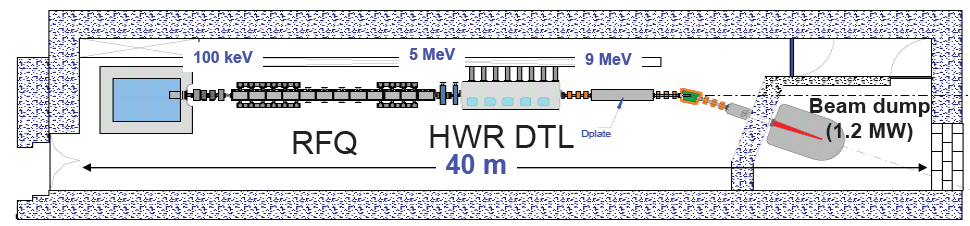 100 keV
5 MeV
9 MeV
Dplate
Beam dump
(1.2 MW)
RFQ
HWR DTL
40 m